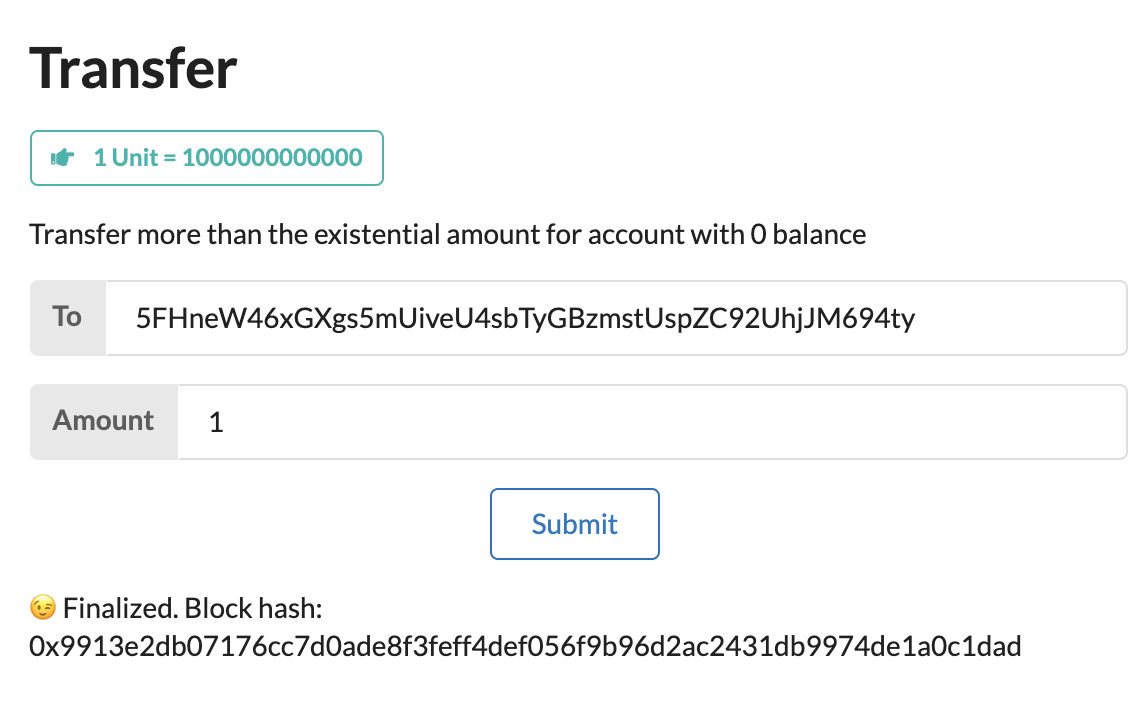 Transfer
1 Unit = 1000000000000
Transfer more than the existential amount for account with 0 balance
To 5FHneW46xGXgs5mUiveU4sbTyGBzmstUspZC92UhjJM694ty
Amount 1
Submit
😉 Finalized. Block hash:
0x9913e2db07176cc7d0ade8f3feff4def056f9b96d2ac2431db9974de1a0c1dad